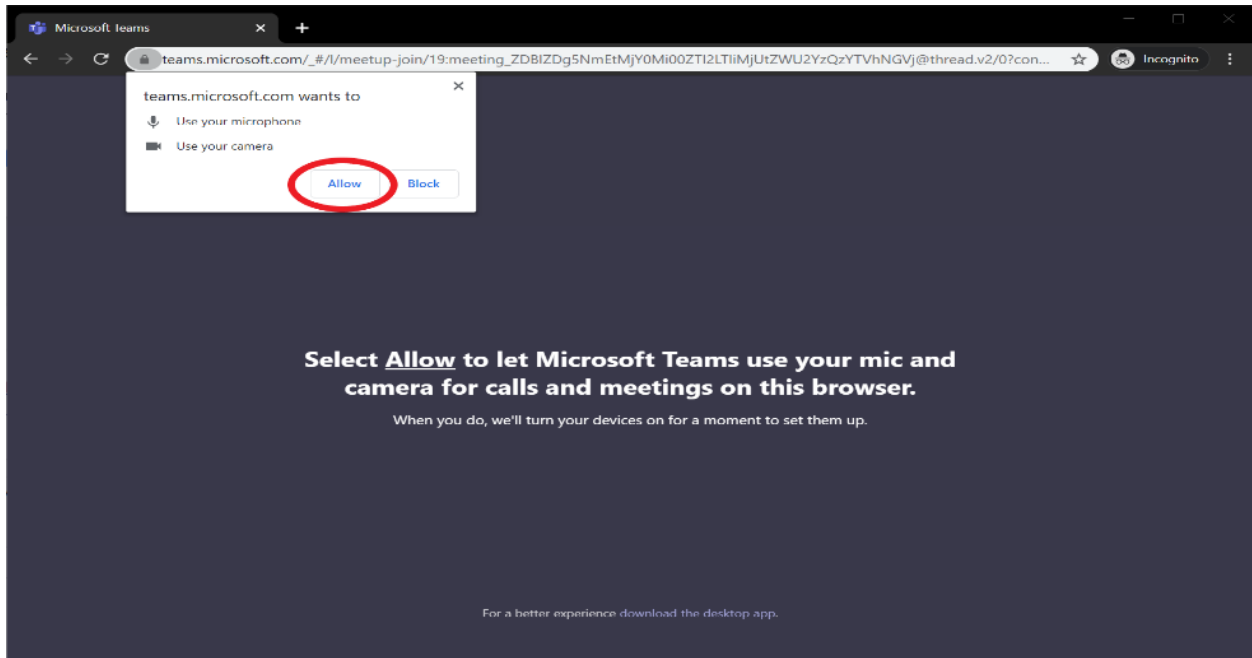 Microsoft Teams
teams.microsoft.com/_#/l/meetup-join/19:meeting_ZDBlZDg5NmEtMjY0Mi00ZTI2LTliMjUtZWU2YzQzYTVhNGVj@thread.v2/0?con...
Incognito
teams.microsoft.com wants to
Use your microphone
Use your camera
Allow
Block
Select Allow to let Microsoft Teams use your mic and
camera for calls and meetings on this browser.
When you do, we'll turn your devices on for a moment to set them up.
For a better experience download the desktop app.